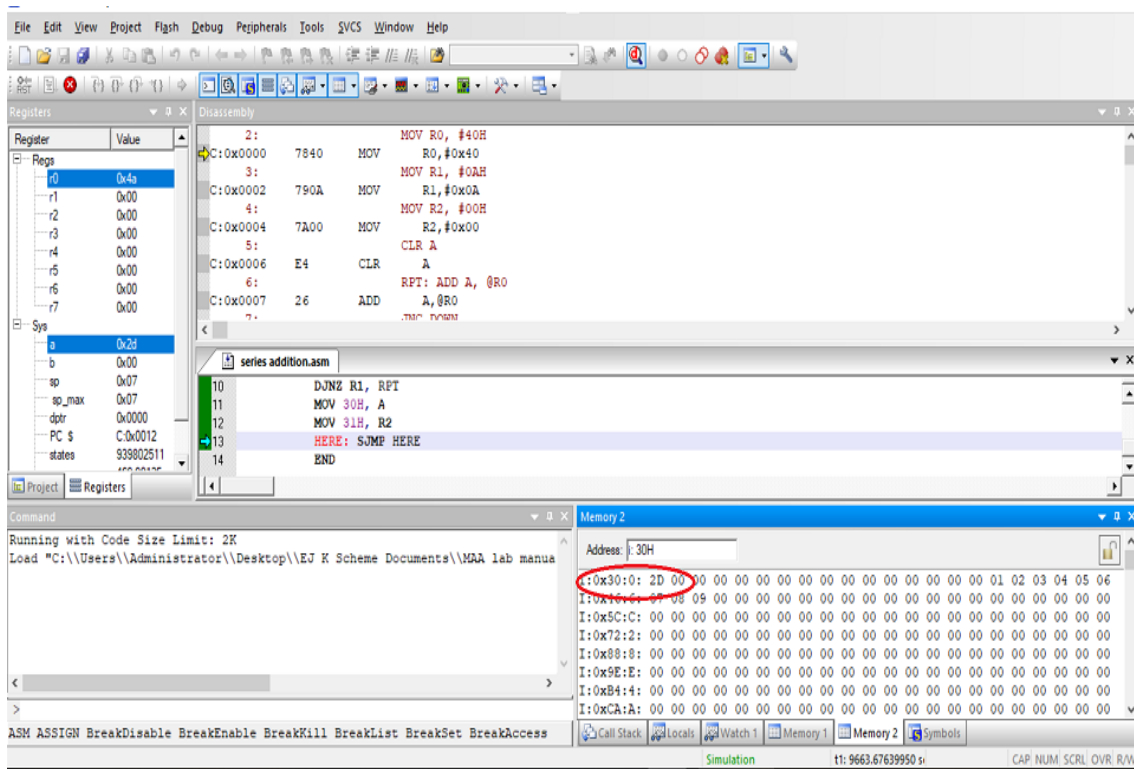 File Edit View Project Flash Debug Peripherals Tools SVCS Window Help
Registers
Register Value
Regs
r0 0x4a
r1 0x00
r2 0x00
r3 0x00
r4 0x00
r5 0x00
r6 0x00
r7 0x00
Sys
a 0x2d
b 0x00
sp 0x07
sp_max 0x07
dptr 0x0000
PC $ C:0x0012
states 939802511
Project Registers
Disassembly
2: MOV R0, #40H
C:0x0000 7840 MOV R0,#0x40
3: MOV R1, #0AH
C:0x0002 790A MOV R1,#0x0A
4: MOV R2, #00H
C:0x0004 7A00 MOV R2,#0x00
5: CLR A
C:0x0006 E4 CLR A
6: RPT: ADD A, @R0
C:0x0007 26 ADD A,@R0
7: JNC DOWN
series addition.asm
10 DJNZ R1, RPT
11 MOV 30H, A
12 MOV 31H, R2
13 HERE: SJMP HERE
14 END
Command
Running with Code Size Limit: 2K
Load "C:\\Users\\Administrator\\Desktop\\EJ K Scheme Documents\\MAA lab manua
>
ASM ASSIGN BreakDisable BreakEnable BreakKill BreakList BreakSet BreakAccess
Memory 2
Address: i: 30H
I:0x30:0: 2D 00 00 00 00 00 00 00 00 00 00 00 00 00 00 00 01 02 03 04 05 06
I:0x46:6: 07 08 09 00 00 00 00 00 00 00 00 00 00 00 00 00 00 00 00 00 00 00
I:0x5C:C: 00 00 00 00 00 00 00 00 00 00 00 00 00 00 00 00 00 00 00 00 00 00
I:0x72:2: 00 00 00 00 00 00 00 00 00 00 00 00 00 00 00 00 00 00 00 00 00 00
I:0x88:8: 00 00 00 00 00 00 00 00 00 00 00 00 00 00 00 00 00 00 00 00 00 00
I:0x9E:E: 00 00 00 00 00 00 00 00 00 00 00 00 00 00 00 00 00 00 00 00 00 00
I:0xB4:4: 00 00 00 00 00 00 00 00 00 00 00 00 00 00 00 00 00 00 00 00 00 00
I:0xCA:A: 00 00 00 00 00 00 00 00 00 00 00 00 00 00 00 00 00 00 00 00 00 00
Call Stack Locals Watch 1 Memory 1 Memory 2 Symbols
Simulation t1: 9663.67639950 s CAP NUM SCRL OVR R/W